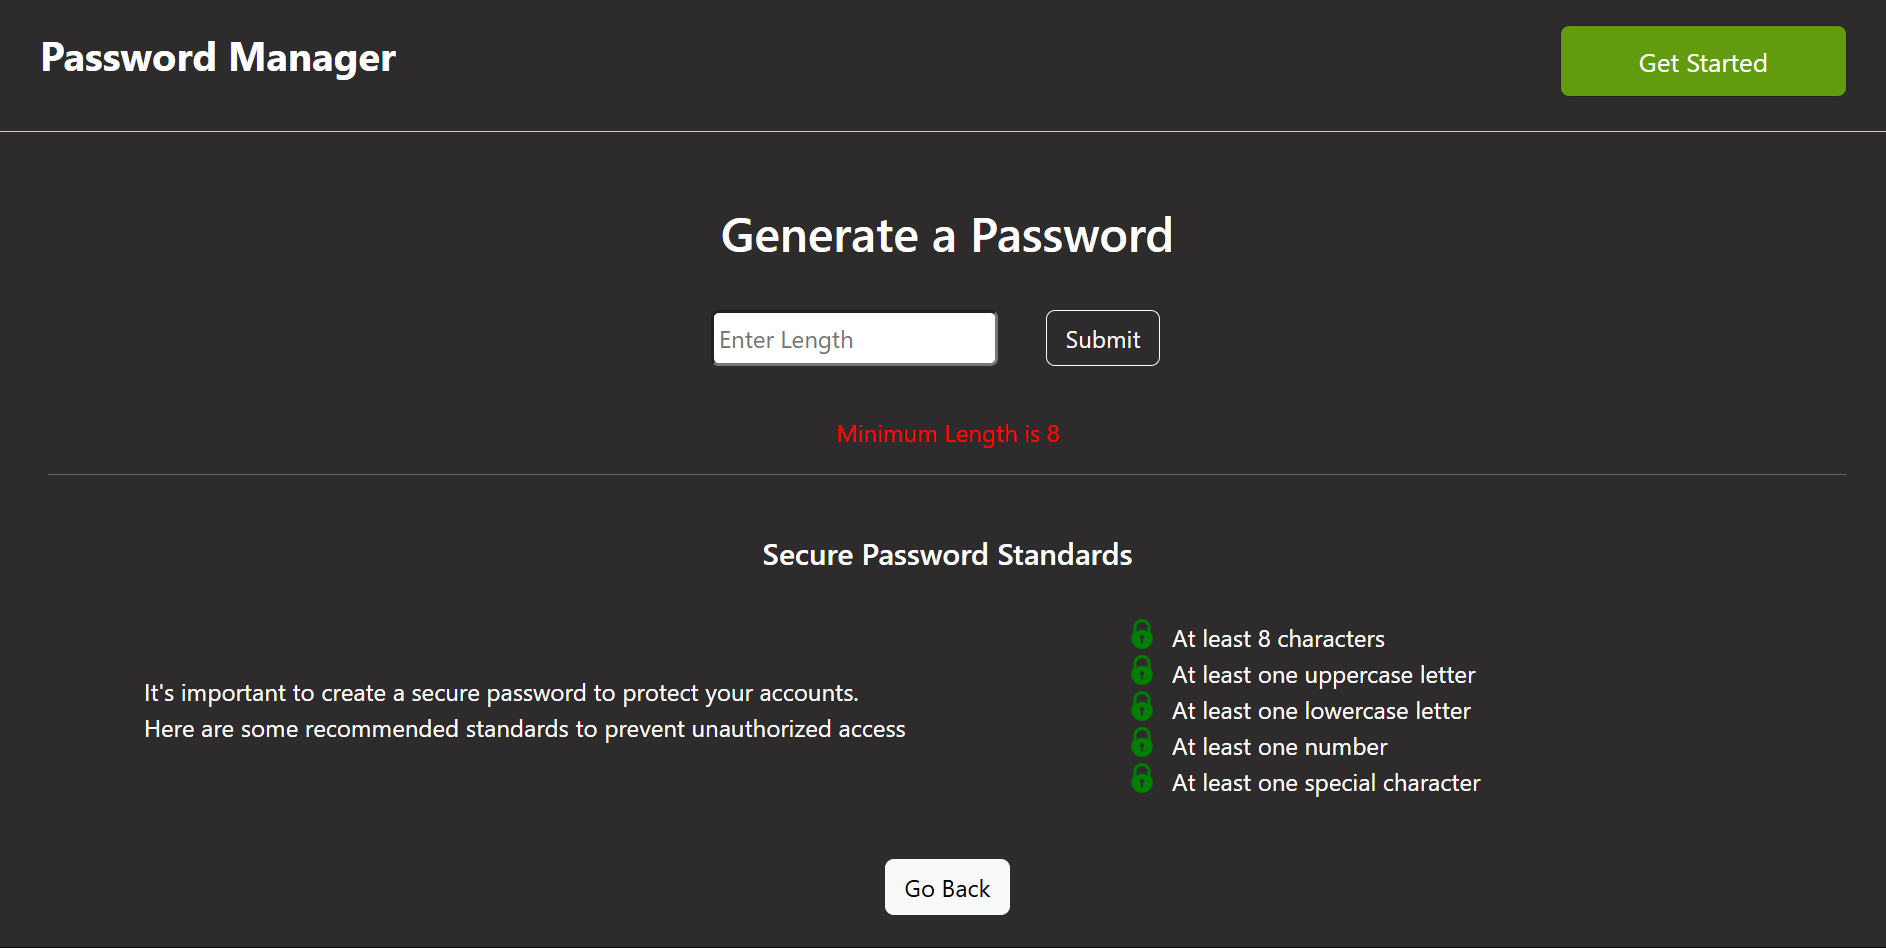 Password Manager
Get Started
Generate a Password
Enter Length
Submit
Minimum Length is 8
Secure Password Standards
It's important to create a secure password to protect your accounts.
Here are some recommended standards to prevent unauthorized access
At least 8 characters
At least one uppercase letter
At least one lowercase letter
At least one number
At least one special character
Go Back